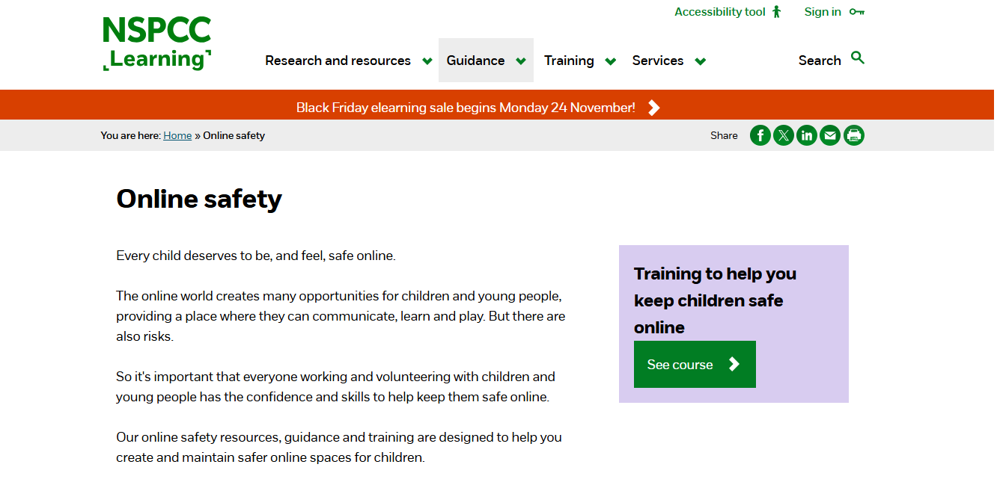 Accessibility tool
Sign in
NSPCC
Learning
Research and resources
Guidance
Training
Services
Search
Black Friday elearning sale begins Monday 24 November!
You are here: Home » Online safety
Share
Online safety
Every child deserves to be, and feel, safe online.
The online world creates many opportunities for children and young people,
providing a place where they can communicate, learn and play. But there are
also risks.
So it's important that everyone working and volunteering with children and
young people has the confidence and skills to help keep them safe online.
Our online safety resources, guidance and training are designed to help you
create and maintain safer online spaces for children.
Training to help you
keep children safe
online
See course